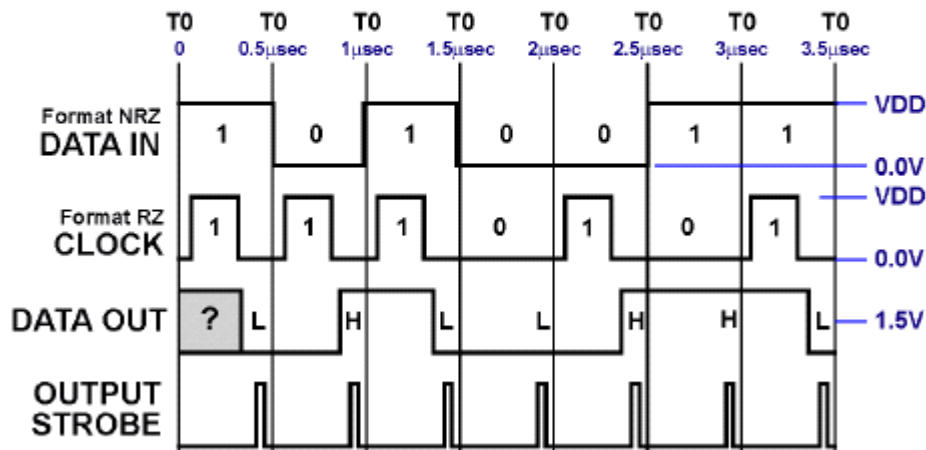 T0 T0 T0 T0 T0 T0 T0 T0
0 0.5µsec 1µsec 1.5µsec 2µsec 2.5µsec 3µsec 3.5µsec
Format NRZ
DATA IN
1 0 1 0 0 1 1
VDD
0.0V
Format RZ
CLOCK
1 1 1 0 1 0 1
VDD
0.0V
DATA OUT
? L H L L H H L
1.5V
OUTPUT
STROBE